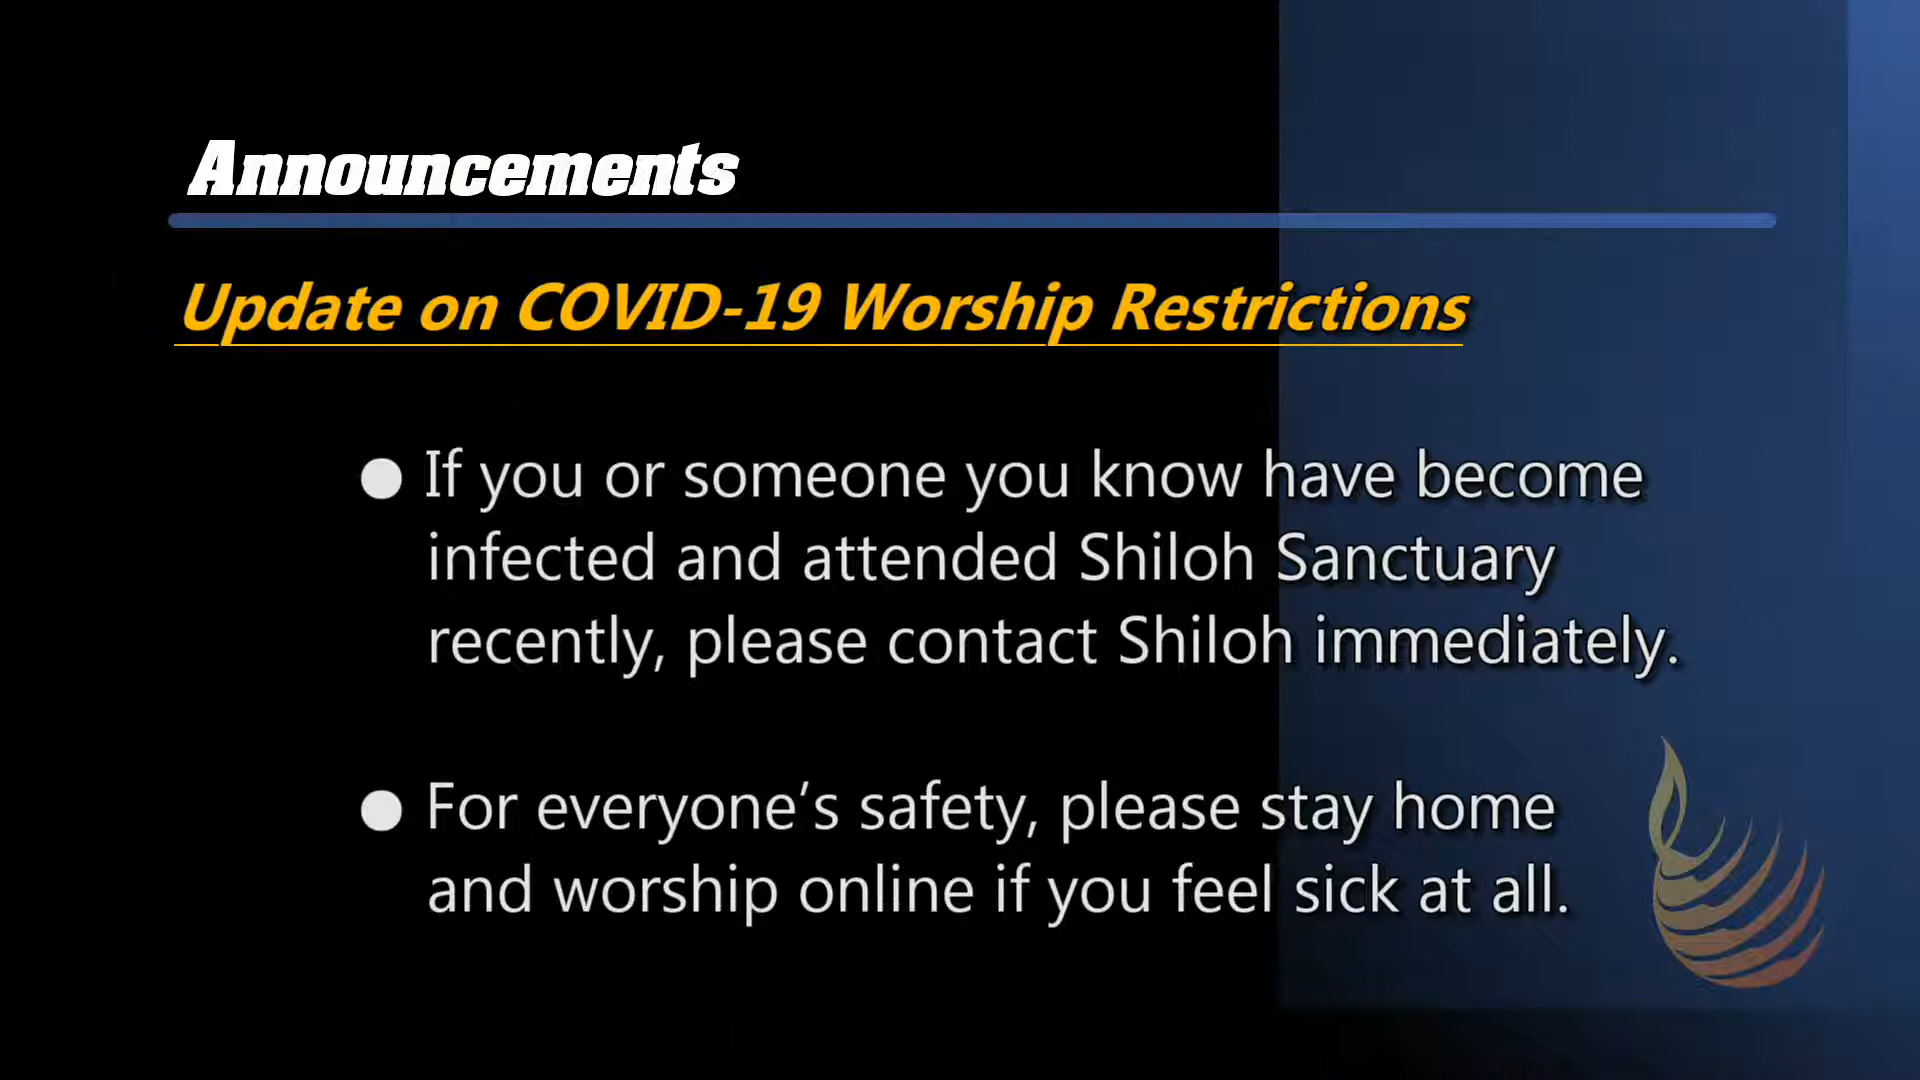 Announcements
Update on COVID-19 Worship Restrictions
● If you or someone you know have become
infected and attended Shiloh Sanctuary
recently, please contact Shiloh immediately.
● For everyone’s safety, please stay home
and worship online if you feel sick at all.